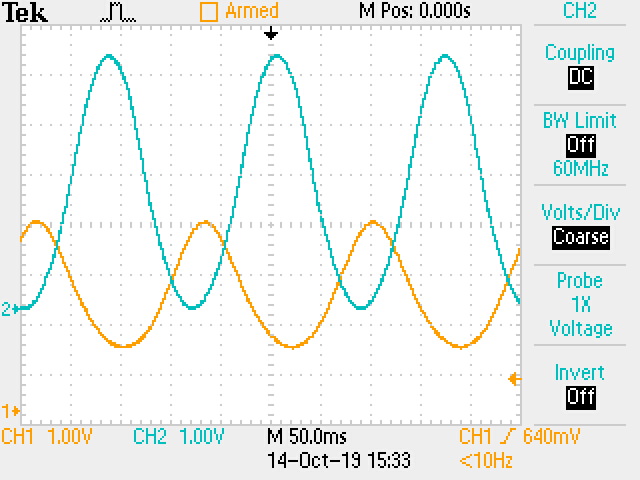 Tek Armed M Pos: 0.000s CH2
Coupling
DC
BW Limit
Off
60MHz
Volts/Div
Coarse
Probe
1X
Voltage
Invert
Off
2
1
CH1 1.00V CH2 1.00V M 50.0ms CH1 640mV
14-Oct-19 15:33 <10Hz